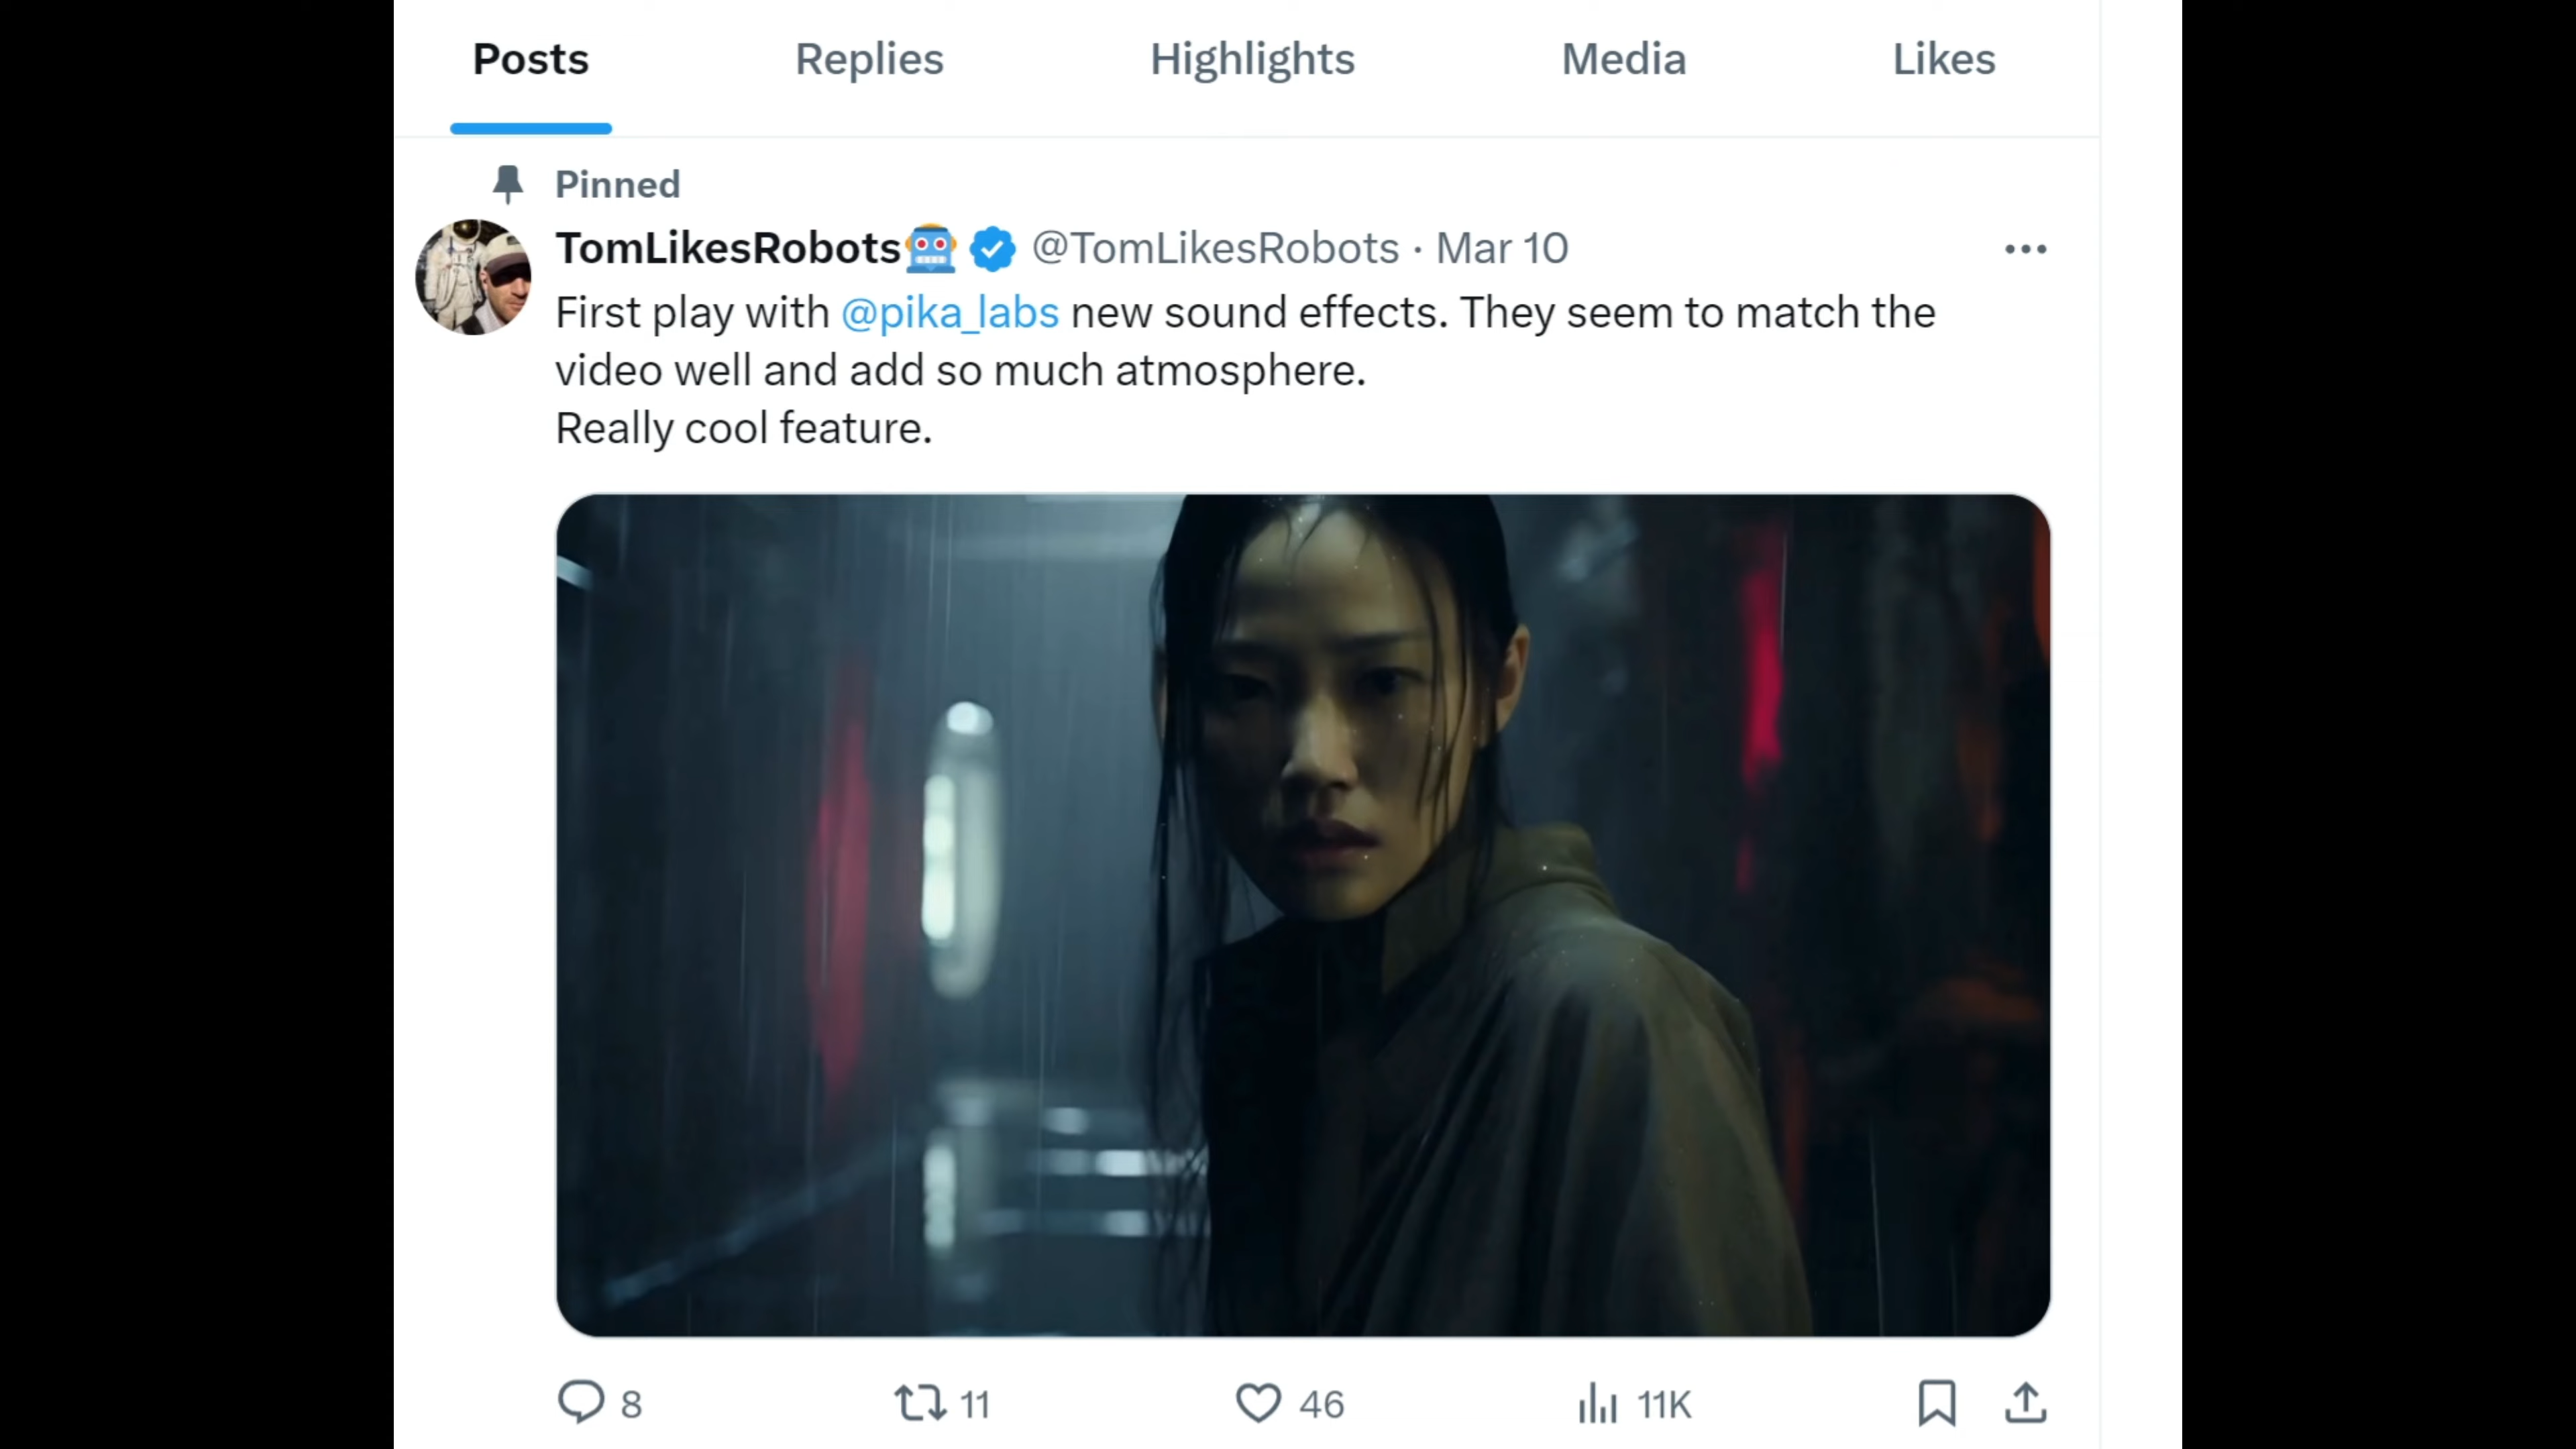 Posts Replies Highlights Media Likes
Pinned
TomLikesRobots🤖 @TomLikesRobots · Mar 10
First play with @pika_labs new sound effects. They seem to match the
video well and add so much atmosphere.
Really cool feature.
8 11 46 11K